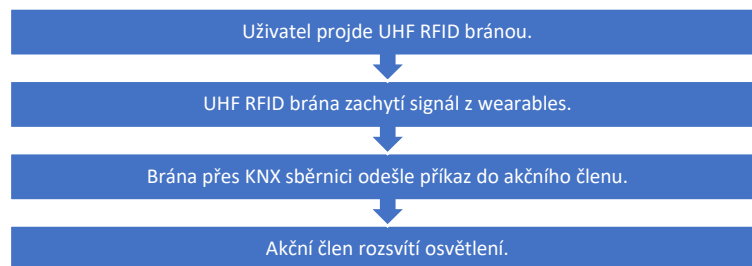 Uživatel projde UHF RFID bránou.
UHF RFID brána zachytí signál z wearables.
Brána přes KNX sběrnici odešle příkaz do akčního členu.
Akční člen rozsvítí osvětlení.